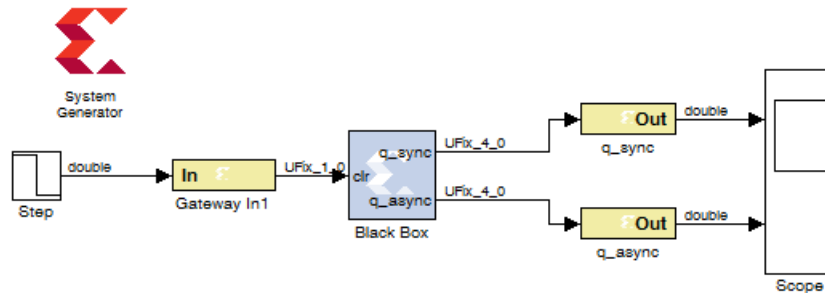 System
Generator
double
Step
In
Gateway In1
UFix_1_0
clr
q_sync
q_async
Black Box
UFix_4_0
UFix_4_0
Out
q_sync
double
Out
q_async
double
Scope